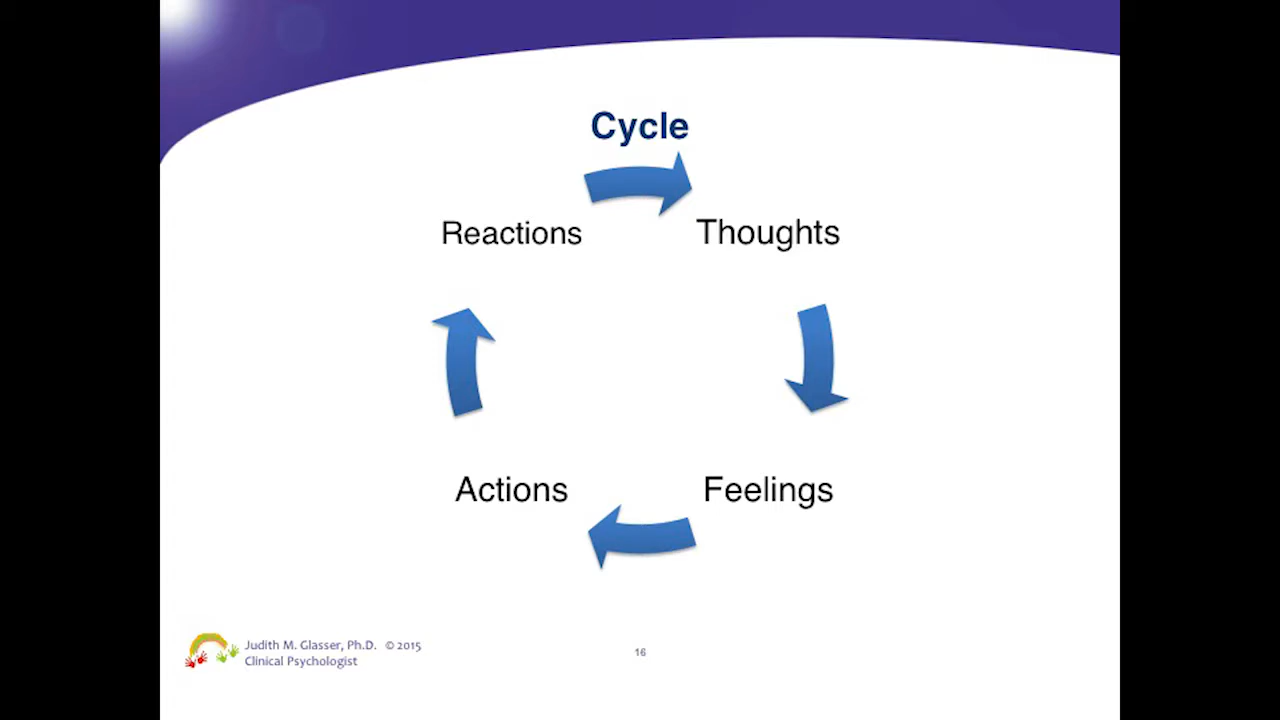 Cycle
Reactions
Thoughts
Actions
Feelings
Judith M. Glasser, Ph.D. © 2015
Clinical Psychologist
16